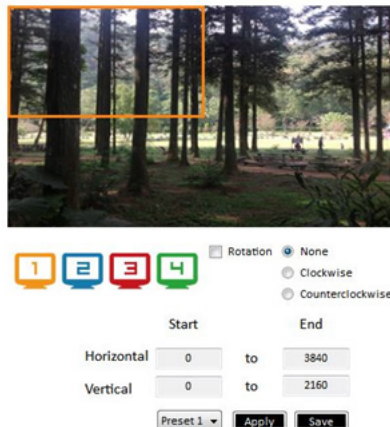 1 2 3 4
Rotation None
Clockwise
Counterclockwise
Start End
Horizontal 0 to 3840
Vertical 0 to 2160
Preset 1 Apply Save